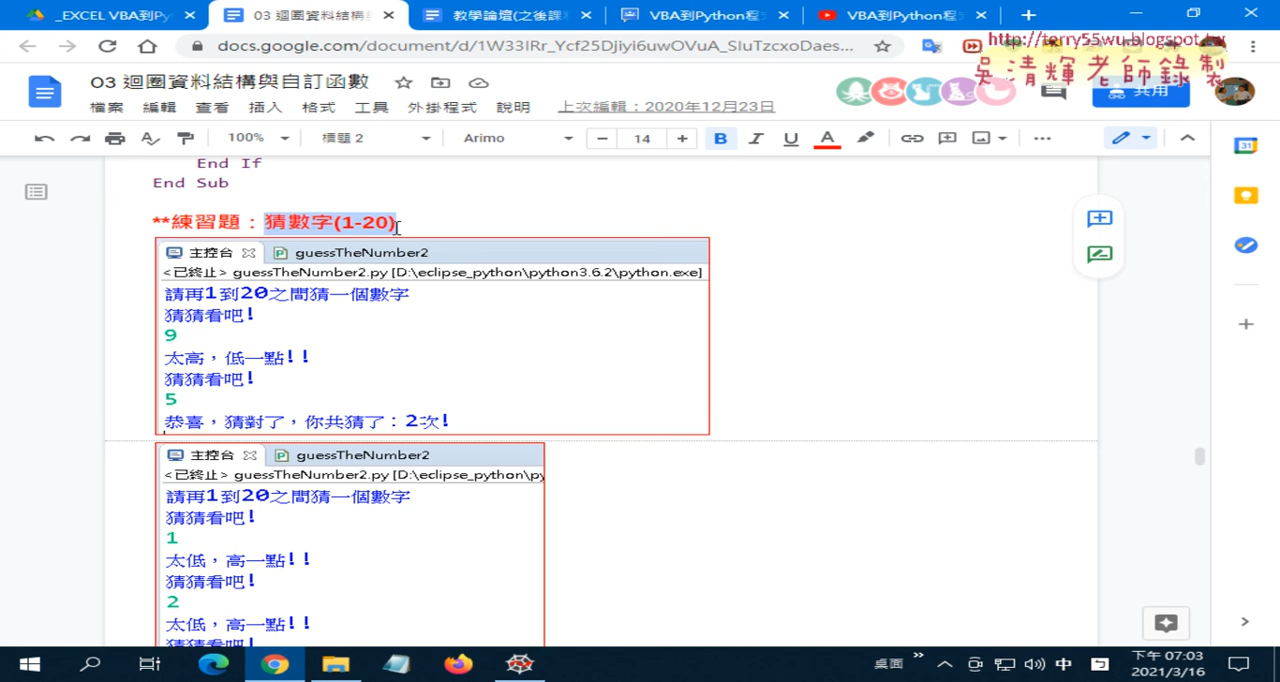 _EXCEL VBA到Py
03 迴圈資料結構
教學論壇(之後課
VBA到Python程
VBA到Python程
docs.google.com/document/d/1W33IRr_Ycf25Djiyi6uwOVuA_SIuTzcxoDaes...
http://terry55wu.blogspot.tw
吳清輝老師錄製
03 迴圈資料結構與自訂函數
共用
檔案 編輯 查看 插入 格式 工具 外掛程式 說明 上次編輯：2020年12月23日
100% 標題 2 Arimo 14 B I U A
31
End If
End Sub
**練習題：猜數字(1-20)
主控台 guessTheNumber2
<已終止> guessTheNumber2.py [D:\eclipse_python\python3.6.2\python.exe]
請再1到20之間猜一個數字
猜猜看吧!
9
太高，低一點!!
猜猜看吧!
5
恭喜，猜對了，你共猜了：2次!
主控台 guessTheNumber2
<已終止> guessTheNumber2.py [D:\eclipse_python\py
請再1到20之間猜一個數字
猜猜看吧!
1
太低，高一點!!
猜猜看吧!
2
太低，高一點!!
猜猜看吧!
桌面 中 下午 07:03
2021/3/16